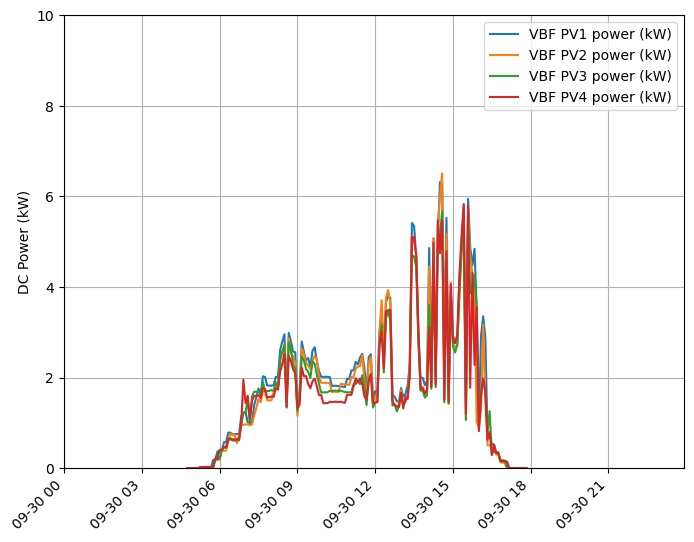 VBF PV1 power (kW)
VBF PV2 power (kW)
VBF PV3 power (kW)
VBF PV4 power (kW)
DC Power (kW)
10
8
6
4
2
0
09-30 00
09-30 03
09-30 06
09-30 09
09-30 12
09-30 15
09-30 18
09-30 21